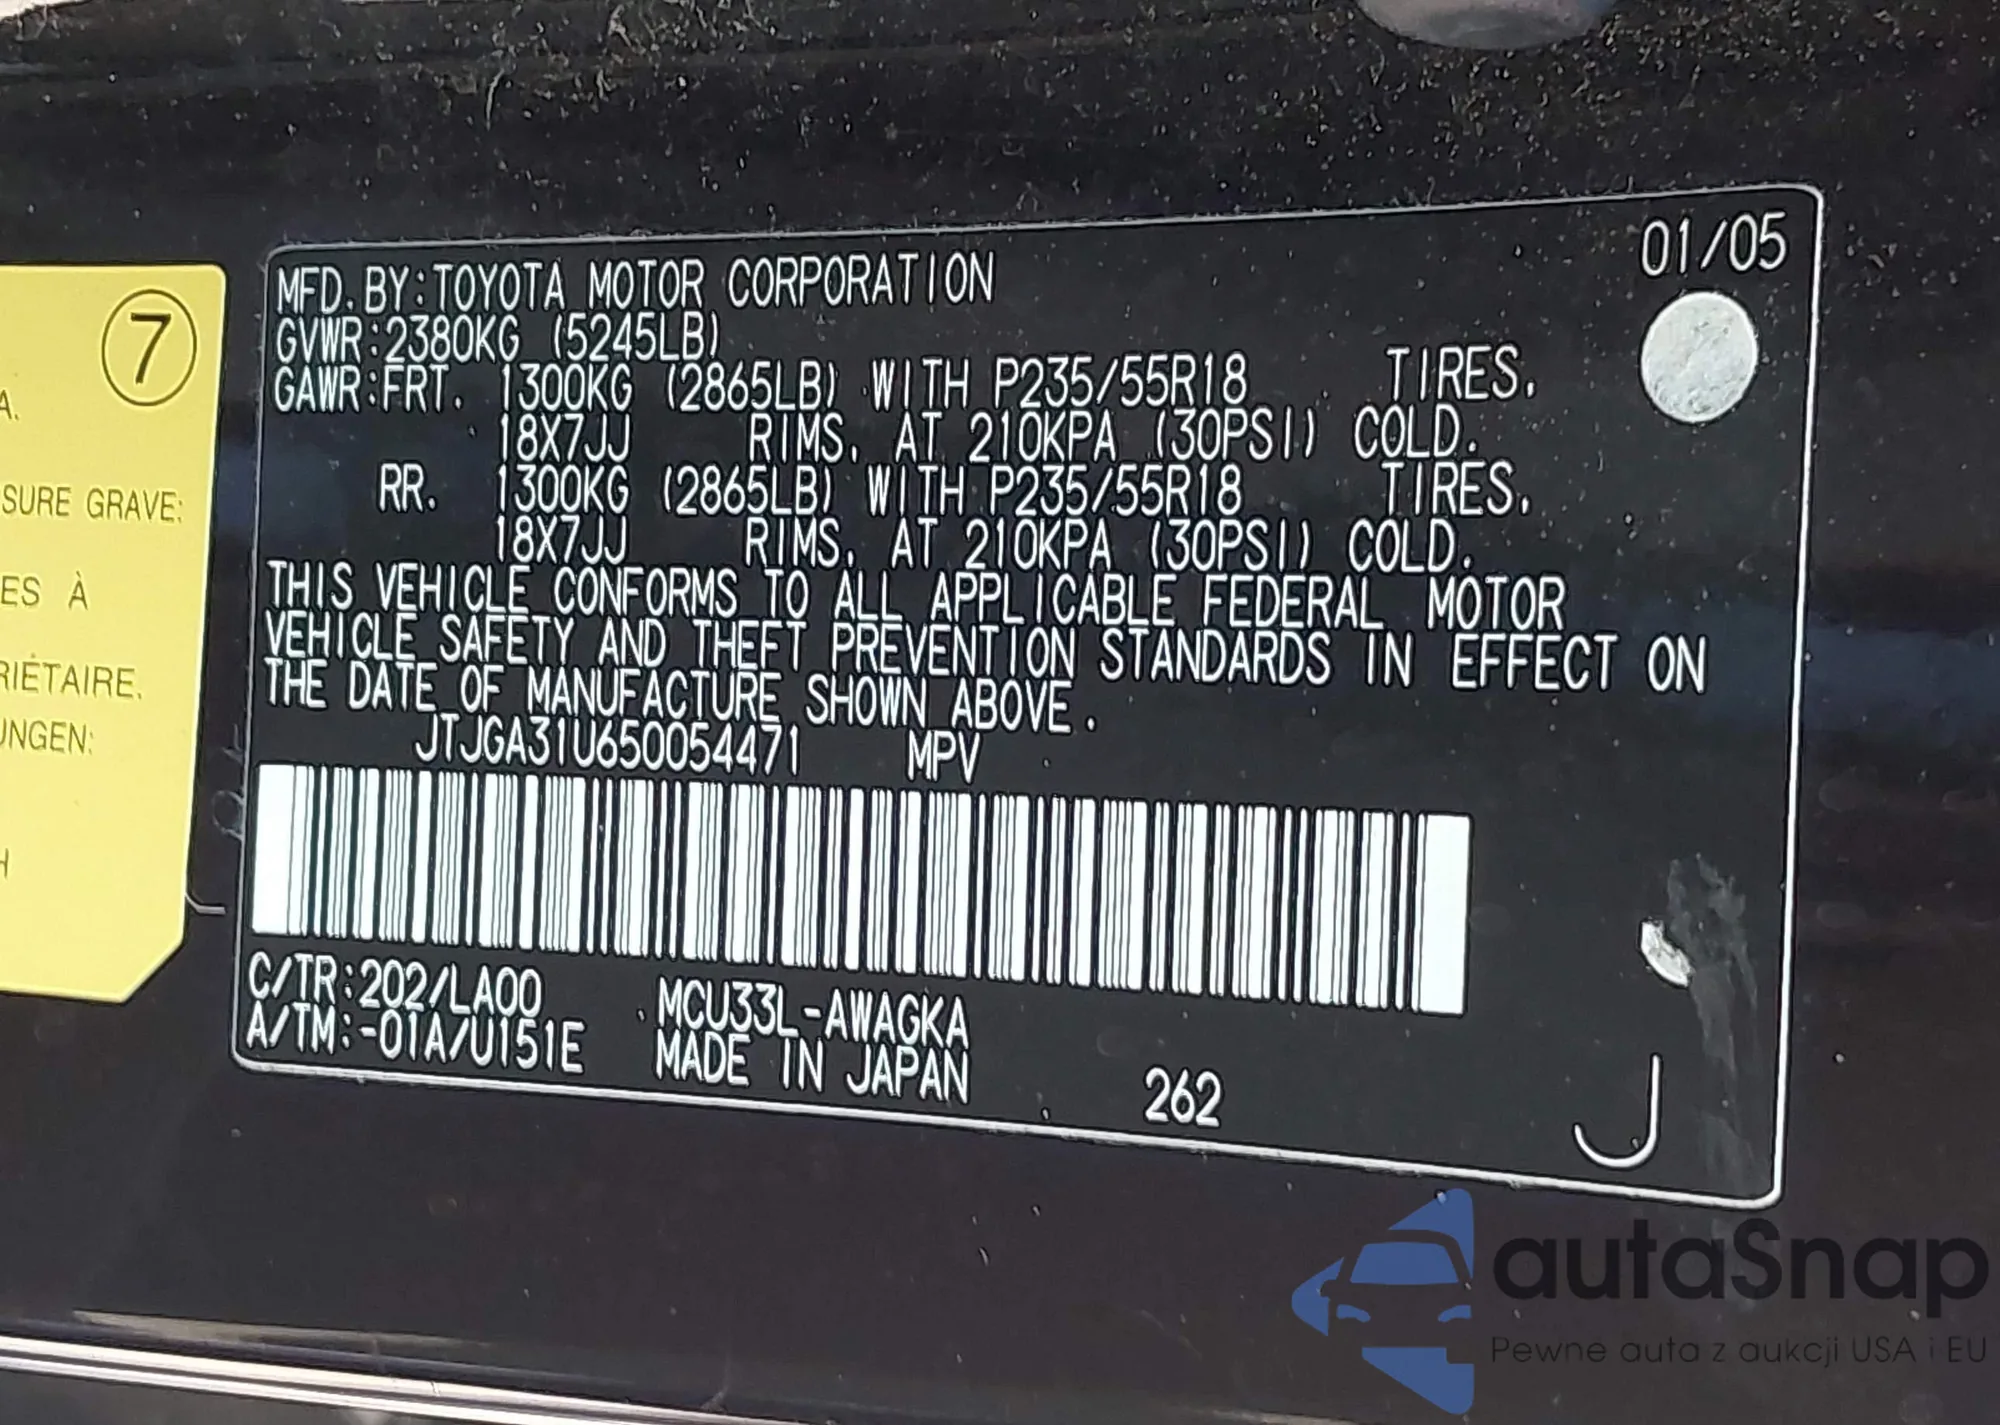 01/05
MFD. BY: TOYOTA MOTOR CORPORATION
GVWR: 2380KG (5245LB)
GAWR: FRT. 1300KG (2865LB) WITH P235/55R18 TIRES.
18X7JJ RIMS, AT 210KPA (30PSI) COLD.
RR. 1300KG (2865LB) WITH P235/55R18 TIRES.
18X7JJ RIMS, AT 210KPA (30PSI) COLD.
THIS VEHICLE CONFORMS TO ALL APPLICABLE FEDERAL MOTOR
VEHICLE SAFETY AND THEFT PREVENTION STANDARDS IN EFFECT ON
THE DATE OF MANUFACTURE SHOWN ABOVE.
JTJGA31U650054471 MPV
C/TR: 202/LA00 MCU33L-AWAGKA
A/TM: -01A/U151E MADE IN JAPAN
262
J
7
A.
SURE GRAVE:
ES À
RIÉTAIRE.
UNGEN:
H
autaSnap
Pewne auta z aukcji USA i EU